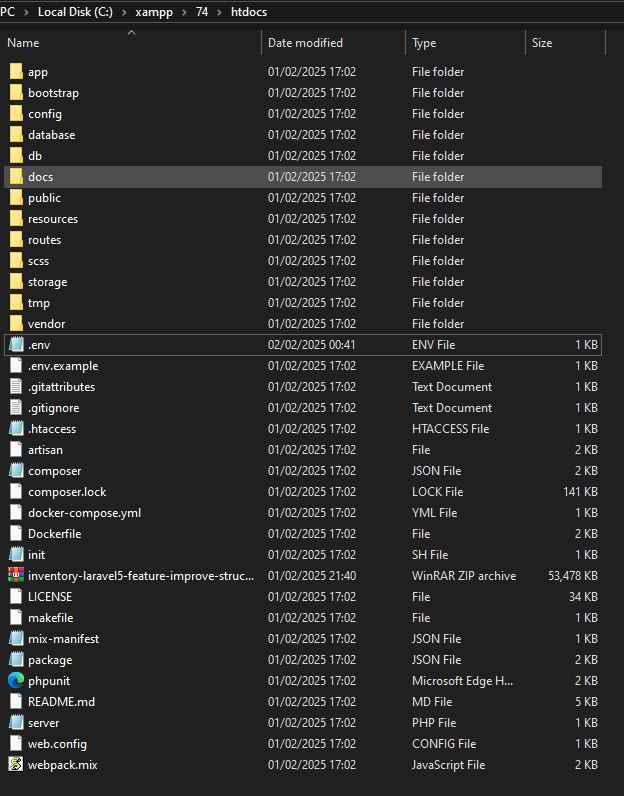 PC > Local Disk (C:) > xampp > 74 > htdocs
Name Date modified Type Size
app 01/02/2025 17:02 File folder
bootstrap 01/02/2025 17:02 File folder
config 01/02/2025 17:02 File folder
database 01/02/2025 17:02 File folder
db 01/02/2025 17:02 File folder
docs 01/02/2025 17:02 File folder
public 01/02/2025 17:02 File folder
resources 01/02/2025 17:02 File folder
routes 01/02/2025 17:02 File folder
scss 01/02/2025 17:02 File folder
storage 01/02/2025 17:02 File folder
tmp 01/02/2025 17:02 File folder
vendor 01/02/2025 17:02 File folder
.env 02/02/2025 00:41 ENV File 1 KB
.env.example 01/02/2025 17:02 EXAMPLE File 1 KB
.gitattributes 01/02/2025 17:02 Text Document 1 KB
.gitignore 01/02/2025 17:02 Text Document 1 KB
.htaccess 01/02/2025 17:02 HTACCESS File 1 KB
artisan 01/02/2025 17:02 File 2 KB
composer 01/02/2025 17:02 JSON File 2 KB
composer.lock 01/02/2025 17:02 LOCK File 141 KB
docker-compose.yml 01/02/2025 17:02 YML File 1 KB
Dockerfile 01/02/2025 17:02 File 2 KB
init 01/02/2025 17:02 SH File 1 KB
inventory-laravel5-feature-improve-struc... 01/02/2025 21:40 WinRAR ZIP archive 53,478 KB
LICENSE 01/02/2025 17:02 File 34 KB
makefile 01/02/2025 17:02 File 1 KB
mix-manifest 01/02/2025 17:02 JSON File 1 KB
package 01/02/2025 17:02 JSON File 2 KB
phpunit 01/02/2025 17:02 Microsoft Edge H... 2 KB
README.md 01/02/2025 17:02 MD File 5 KB
server 01/02/2025 17:02 PHP File 1 KB
web.config 01/02/2025 17:02 CONFIG File 1 KB
webpack.mix 01/02/2025 17:02 JavaScript File 2 KB